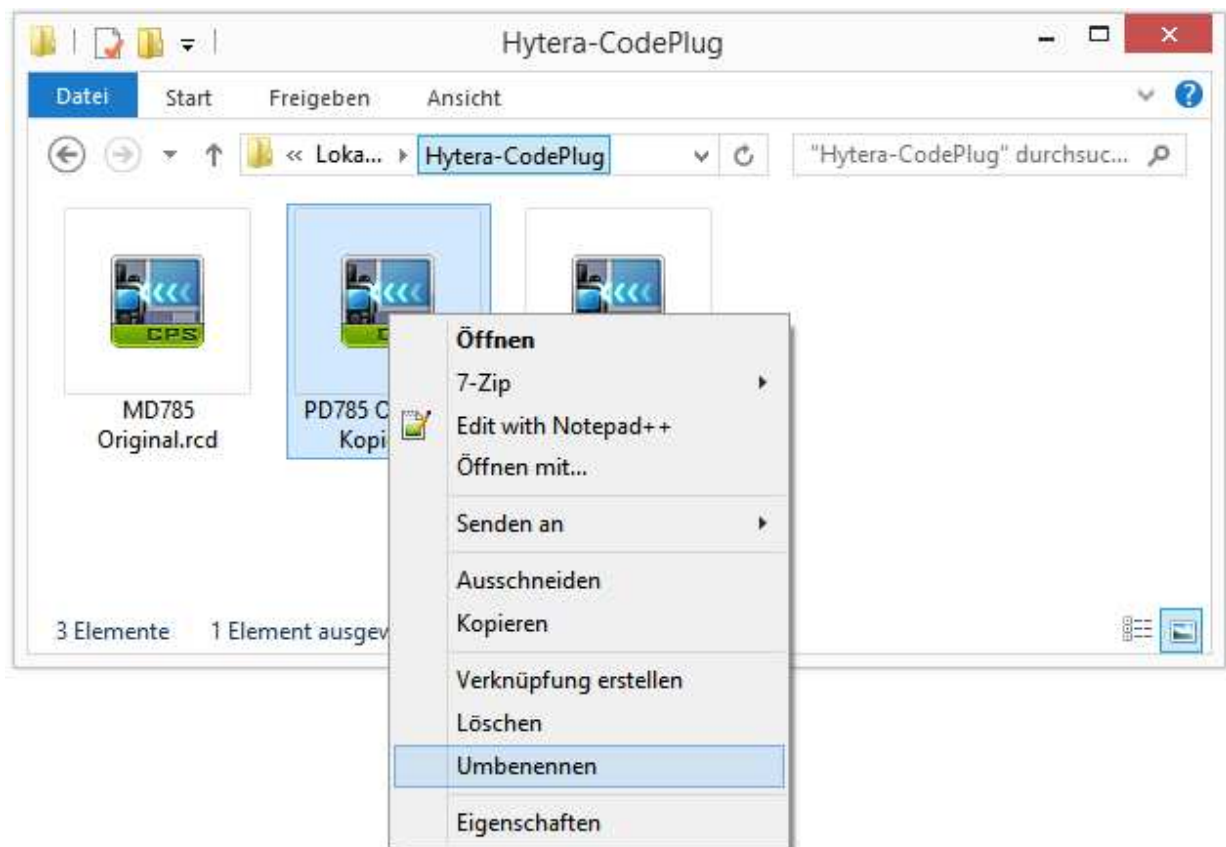 Hytera-CodePlug
Datei Start Freigeben Ansicht
« Loka... Hytera-CodePlug "Hytera-CodePlug" durchsuc...
CPS
MD785
Original.rcd
PD785
Öffnen
7-Zip
Edit with Notepad++
Öffnen mit...
Senden an
Ausschneiden
Kopieren
Verknüpfung erstellen
Löschen
Umbenennen
Eigenschaften
3 Elemente 1 Element